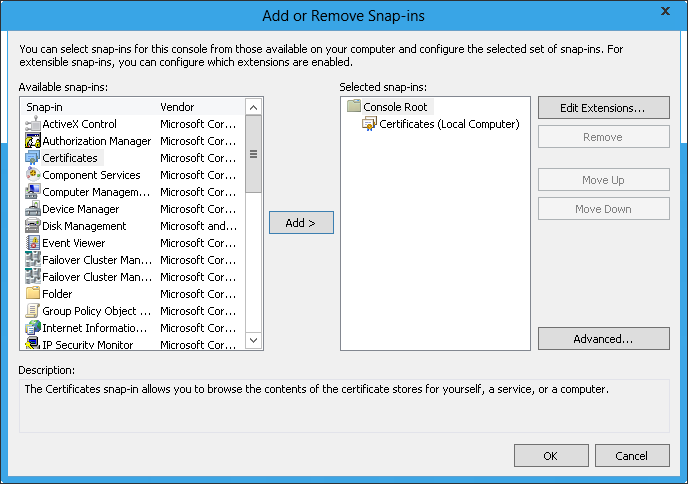 Add or Remove Snap-ins
x
You can select snap-ins for this console from those available on your computer and configure the selected set of snap-ins. For
extensible snap-ins, you can configure which extensions are enabled.
Available snap-ins:
Snap-in Vendor
ActiveX Control Microsoft Cor...
Authorization Manager Microsoft Cor...
Certificates Microsoft Cor...
Component Services Microsoft Cor...
Computer Managem... Microsoft Cor...
Device Manager Microsoft Cor...
Disk Management Microsoft and...
Event Viewer Microsoft Cor...
Failover Cluster Man... Microsoft Cor...
Failover Cluster Man... Microsoft Cor...
Folder Microsoft Cor...
Group Policy Object ... Microsoft Cor...
Internet Informatio... Microsoft Cor...
IP Security Monitor Microsoft Cor...
Add >
Selected snap-ins:
Console Root
Certificates (Local Computer)
Edit Extensions...
Remove
Move Up
Move Down
Advanced...
Description:
The Certificates snap-in allows you to browse the contents of the certificate stores for yourself, a service, or a computer.
OK
Cancel